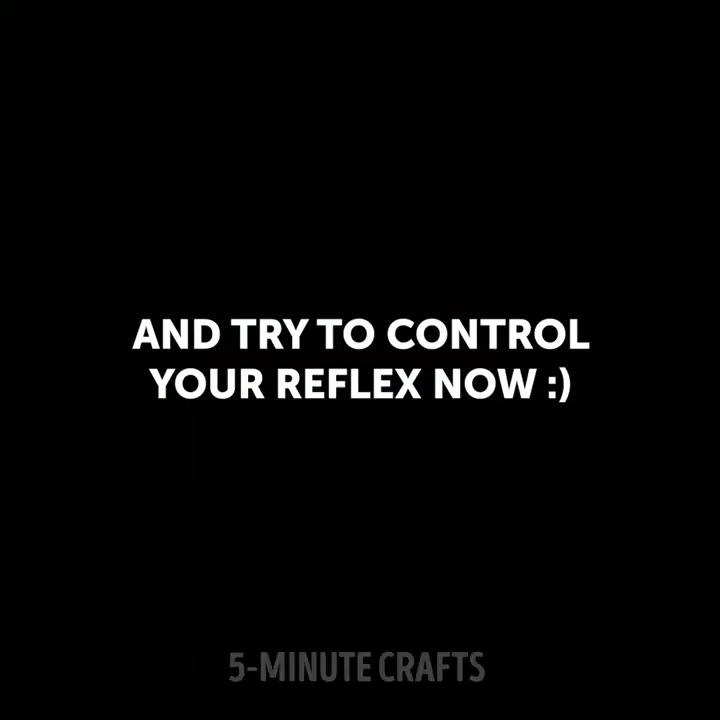 AND TRY TO CONTROL
YOUR REFLEX NOW :)
5-MINUTE CRAFTS